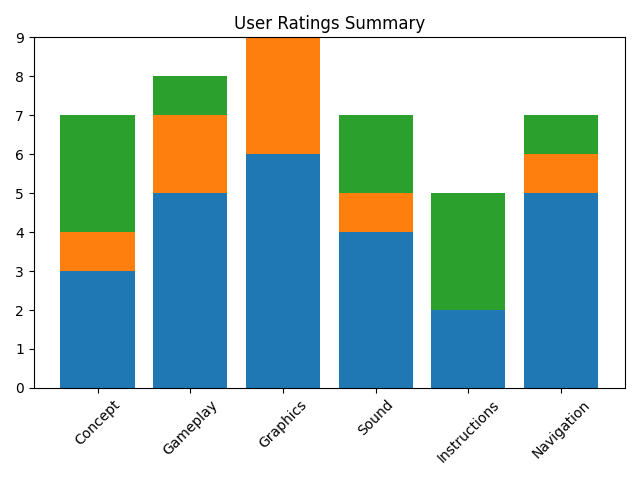 User Ratings Summary
9
8
7
6
5
4
3
2
1
0
Concept
Gameplay
Graphics
Sound
Instructions
Navigation